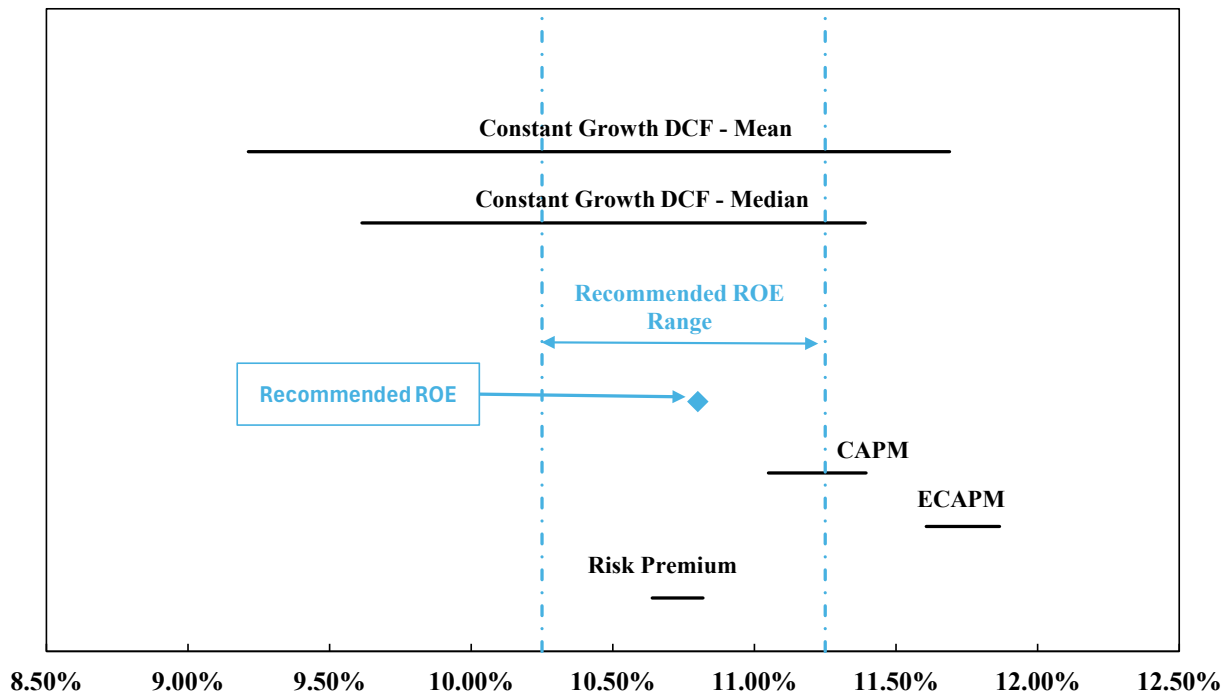 Constant Growth DCF - Mean
Constant Growth DCF - Median
Recommended ROE
Range
Recommended ROE
CAPM
ECAPM
Risk Premium
8.50% 9.00% 9.50% 10.00% 10.50% 11.00% 11.50% 12.00% 12.50%